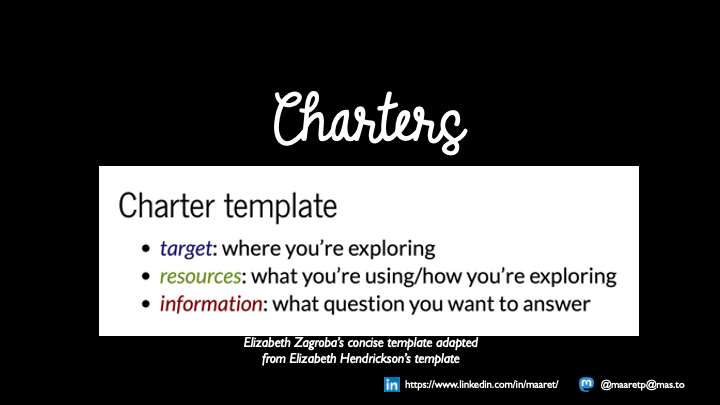 Charters
Charter template
• target: where you're exploring
• resources: what you're using/how you're exploring
• information: what question you want to answer
Elizabeth Zagroba's concise template adapted
from Elizabeth Hendrickson's template
in https://www.linkedin.com/in/maaret/ m @maaretp@mas.to